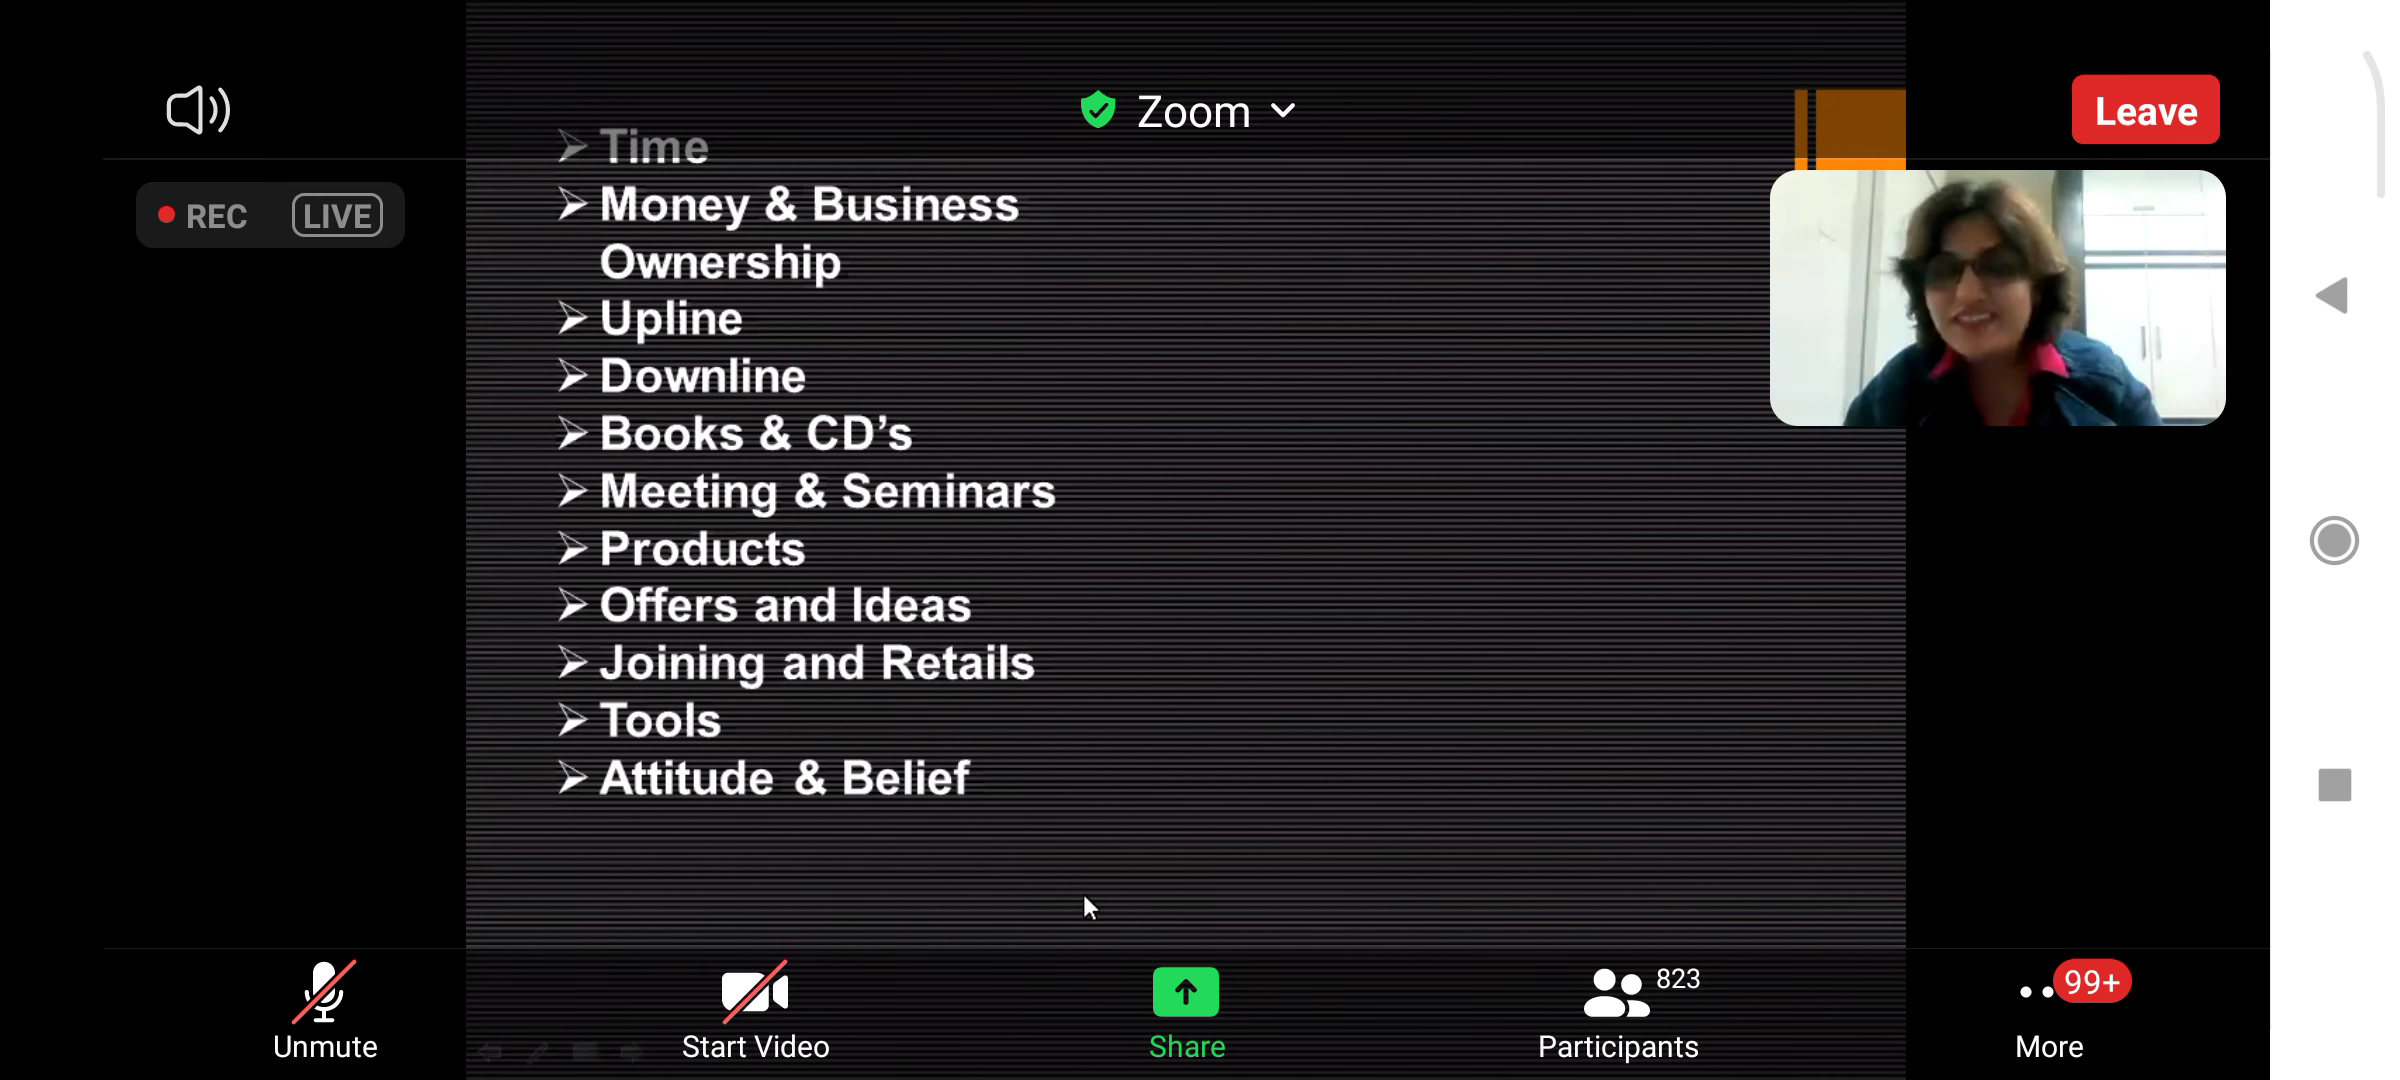 Zoom
Leave
REC LIVE
➢ Time
➢ Money & Business
Ownership
➢ Upline
➢ Downline
➢ Books & CD’s
➢ Meeting & Seminars
➢ Products
➢ Offers and Ideas
➢ Joining and Retails
➢ Tools
➢ Attitude & Belief
823
99+
Unmute
Start Video
Share
Participants
More